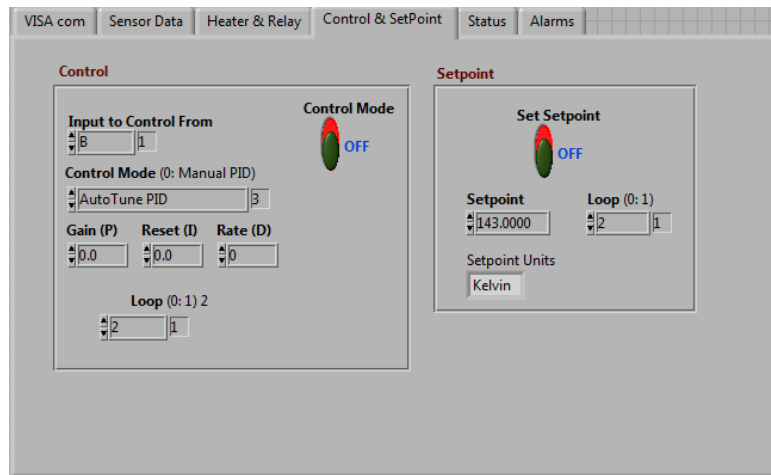 VISA com Sensor Data Heater & Relay Control & SetPoint Status Alarms
Control
Input to Control From
B 1
Control Mode
OFF
Control Mode (0: Manual PID)
AutoTune PID 3
Gain (P) Reset (I) Rate (D)
0.0 0.0 0
Loop (0: 1) 2
2 1
Setpoint
Set Setpoint
OFF
Setpoint Loop (0: 1)
143.0000 2 1
Setpoint Units
Kelvin